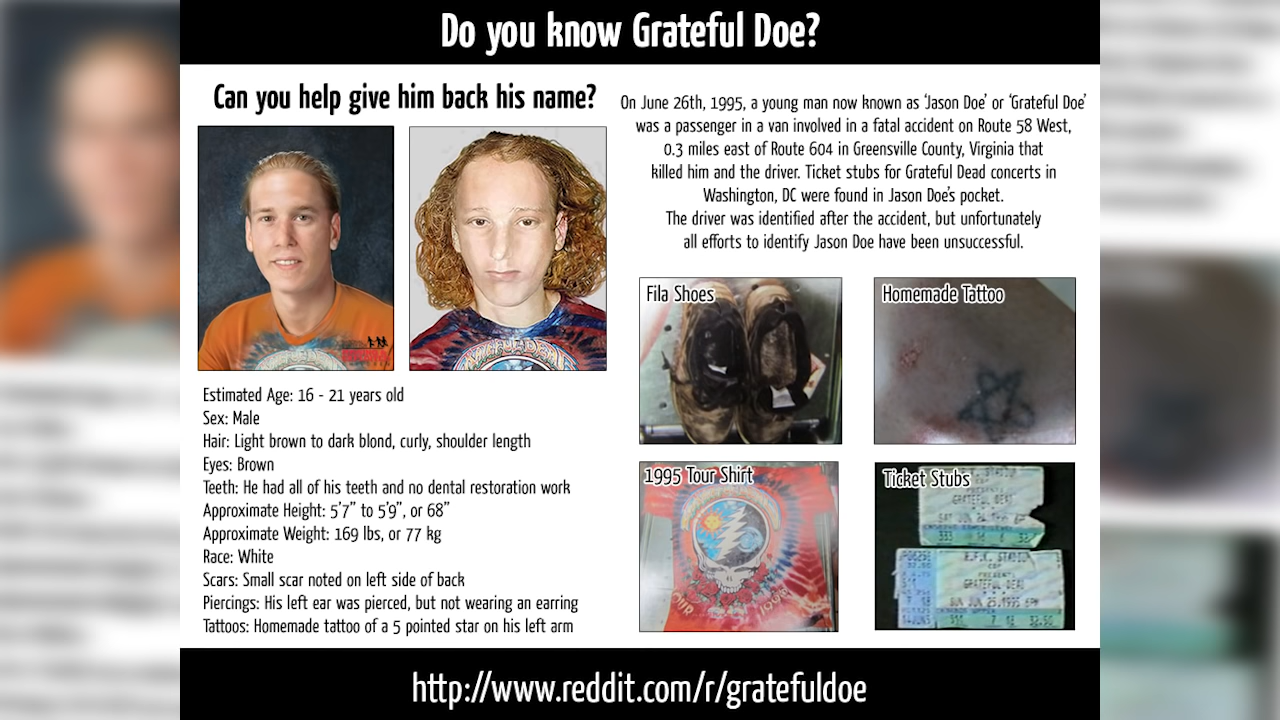 Do you know Grateful Doe?
Can you help give him back his name?
On June 26th, 1995, a young man now known as ‘Jason Doe’ or ‘Grateful Doe’
was a passenger in a van involved in a fatal accident on Route 58 West,
0.3 miles east of Route 604 in Greensville County, Virginia that
killed him and the driver. Ticket stubs for Grateful Dead concerts in
Washington, DC were found in Jason Doe's pocket.
The driver was identified after the accident, but unfortunately
all efforts to identify Jason Doe have been unsuccessful.
Estimated Age: 16 - 21 years old
Sex: Male
Hair: Light brown to dark blond, curly, shoulder length
Eyes: Brown
Teeth: He had all of his teeth and no dental restoration work
Approximate Height: 5'7" to 5'9", or 68"
Approximate Weight: 169 lbs, or 77 kg
Race: White
Scars: Small scar noted on left side of back
Piercings: His left ear was pierced, but not wearing an earring
Tattoos: Homemade tattoo of a 5 pointed star on his left arm
Fila Shoes
Homemade Tattoo
1995 Tour Shirt
TOUR 1995
Ticket Stubs
GRATEFUL DEAD
333
PRESENTS
GRATEFUL DEAD
SUN JUN 25,1995 6PM
32.50
http://www.reddit.com/r/gratefuldoe